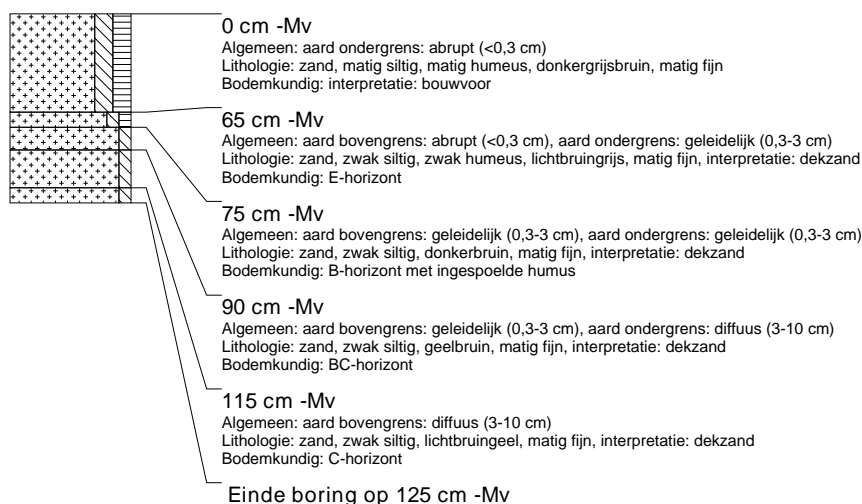 0 cm -Mv
Algemeen: aard ondergrens: abrupt (<0,3 cm)
Lithologie: zand, matig siltig, matig humeus, donkergrijsbruin, matig fijn
Bodemkundig: interpretatie: bouwvoor
65 cm -Mv
Algemeen: aard bovengrens: abrupt (<0,3 cm), aard ondergrens: geleidelijk (0,3-3 cm)
Lithologie: zand, zwak siltig, zwak humeus, lichtbruingrijs, matig fijn, interpretatie: dekzand
Bodemkundig: E-horizont
75 cm -Mv
Algemeen: aard bovengrens: geleidelijk (0,3-3 cm), aard ondergrens: geleidelijk (0,3-3 cm)
Lithologie: zand, zwak siltig, donkerbruin, matig fijn, interpretatie: dekzand
Bodemkundig: B-horizont met ingespoelde humus
90 cm -Mv
Algemeen: aard bovengrens: geleidelijk (0,3-3 cm), aard ondergrens: diffuus (3-10 cm)
Lithologie: zand, zwak siltig, geelbruin, matig fijn, interpretatie: dekzand
Bodemkundig: BC-horizont
115 cm -Mv
Algemeen: aard bovengrens: diffuus (3-10 cm)
Lithologie: zand, zwak siltig, lichtbruingeel, matig fijn, interpretatie: dekzand
Bodemkundig: C-horizont
Einde boring op 125 cm -Mv